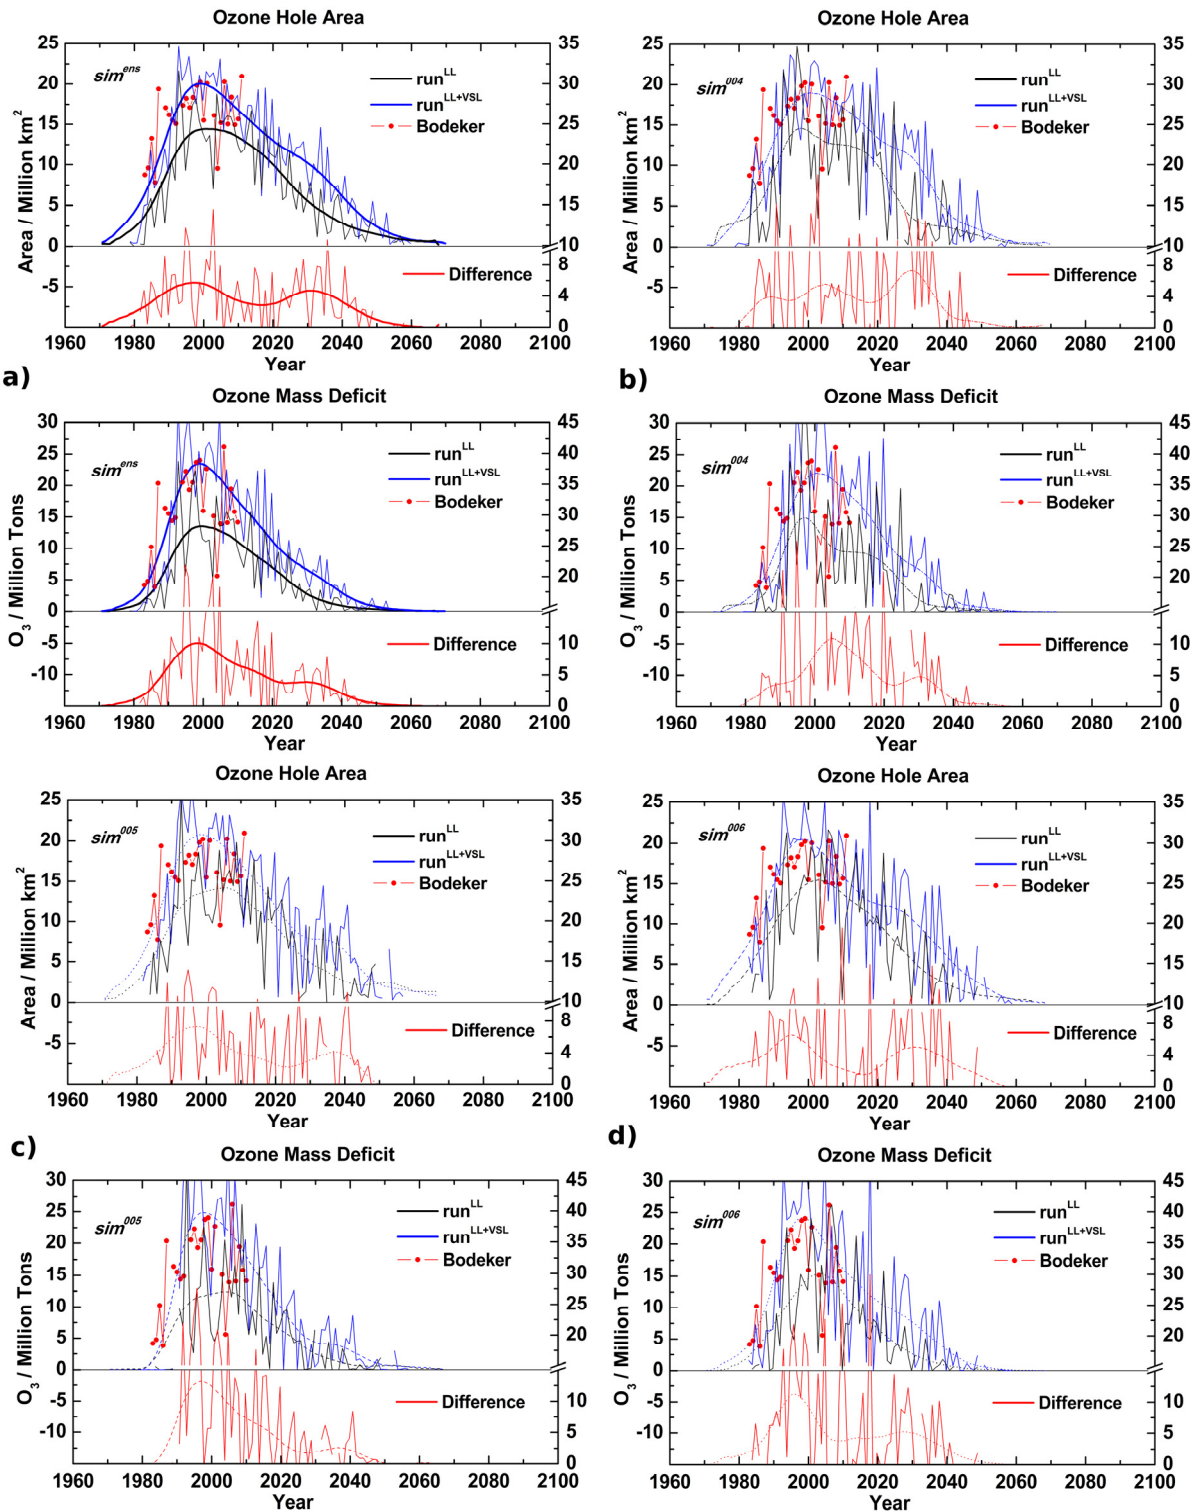 Ozone Hole Area
25 20 15 10 5 0 -5
35 30 25 20 15 10 8 4 0
Area / Million km²
sim^ens
run^LL
run^LL+VSL
Bodeker
Difference
1960 1980 2000 2020 2040 2060 2080 2100
Year
a)
Ozone Mass Deficit
30 25 20 15 10 5 0 -5 -10
45 40 35 30 25 20 10 5 0
O₃ / Million Tons
sim^ens
run^LL
run^LL+VSL
Bodeker
Difference
1960 1980 2000 2020 2040 2060 2080 2100
Year
Ozone Hole Area
25 20 15 10 5 0 -5
35 30 25 20 15 10 8 4 0
Area / Million km²
sim^004
run^LL
run^LL+VSL
Bodeker
Difference
1960 1980 2000 2020 2040 2060 2080 2100
Year
b)
Ozone Mass Deficit
30 25 20 15 10 5 0 -5 -10
45 40 35 30 25 20 10 5 0
O₃ / Million Tons
sim^004
run^LL
run^LL+VSL
Bodeker
Difference
1960 1980 2000 2020 2040 2060 2080 2100
Year
Ozone Hole Area
25 20 15 10 5 0 -5
35 30 25 20 15 10 8 4 0
Area / Million km²
sim^005
run^LL
run^LL+VSL
Bodeker
Difference
1960 1980 2000 2020 2040 2060 2080 2100
Year
c)
Ozone Mass Deficit
30 25 20 15 10 5 0 -5 -10
45 40 35 30 25 20 10 5 0
O₃ / Million Tons
sim^005
run^LL
run^LL+VSL
Bodeker
Difference
1960 1980 2000 2020 2040 2060 2080 2100
Year
Ozone Hole Area
25 20 15 10 5 0 -5
35 30 25 20 15 10 8 4 0
Area / Million km²
sim^006
run^LL
run^LL+VSL
Bodeker
Difference
1960 1980 2000 2020 2040 2060 2080 2100
Year
d)
Ozone Mass Deficit
30 25 20 15 10 5 0 -5 -10
45 40 35 30 25 20 10 5 0
O₃ / Million Tons
sim^006
run^LL
run^LL+VSL
Bodeker
Difference
1960 1980 2000 2020 2040 2060 2080 2100
Year